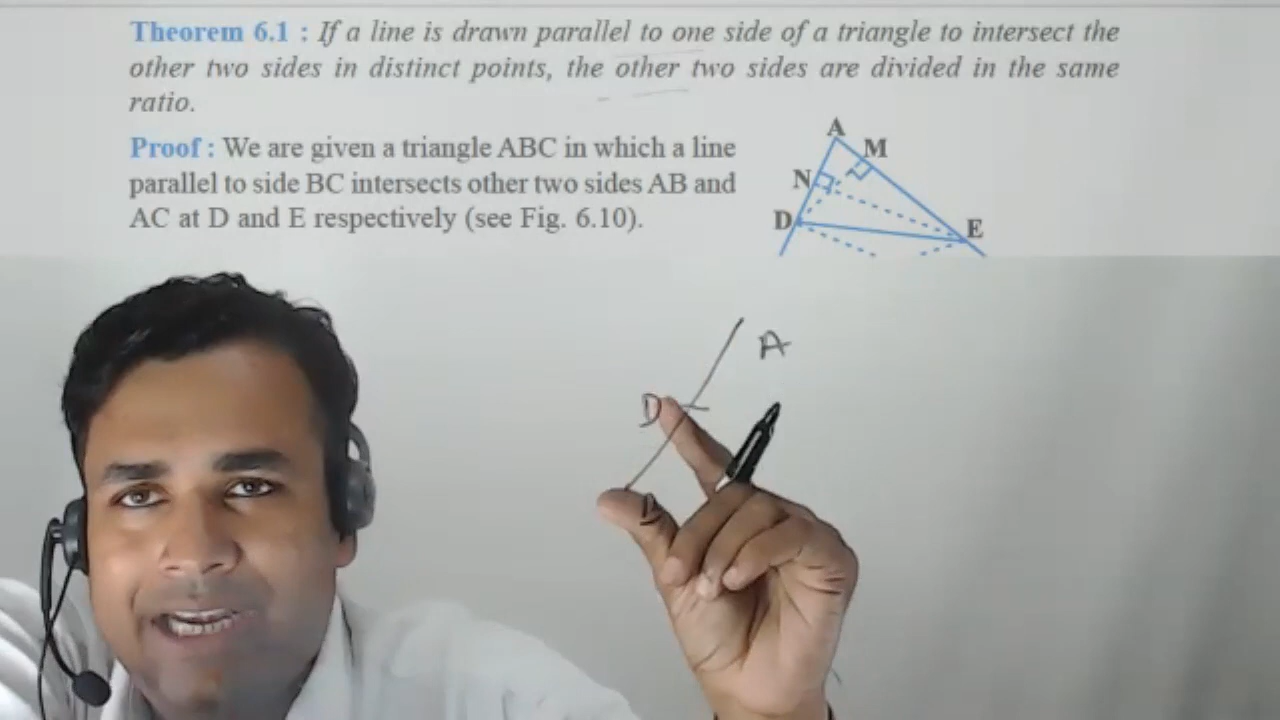 Theorem 6.1 : If a line is drawn parallel to one side of a triangle to intersect the
other two sides in distinct points, the other two sides are divided in the same
ratio.
Proof : We are given a triangle ABC in which a line
parallel to side BC intersects other two sides AB and
AC at D and E respectively (see Fig. 6.10).
A
M
N
D
E
A
D